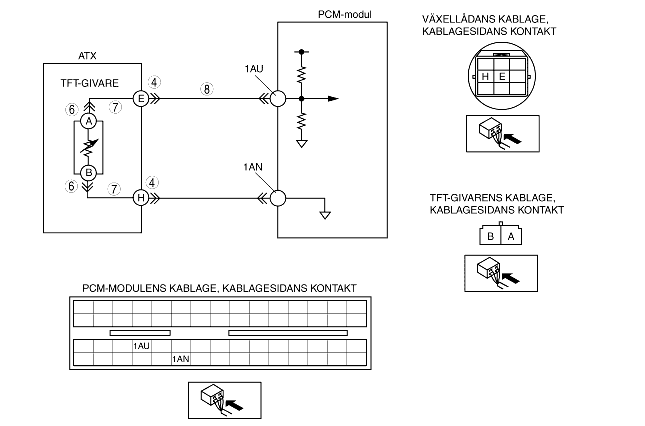 PCM-modul
VÄXELLÅDANS KABLAGE,
KABLAGESIDANS KONTAKT
ATX
TFT-GIVARE
1AU
4
8
E
6
7
A
H E
B
1AN
6
7
4
H
TFT-GIVARENS KABLAGE,
KABLAGESIDANS KONTAKT
B A
PCM-MODULENS KABLAGE, KABLAGESIDANS KONTAKT
1AU
1AN